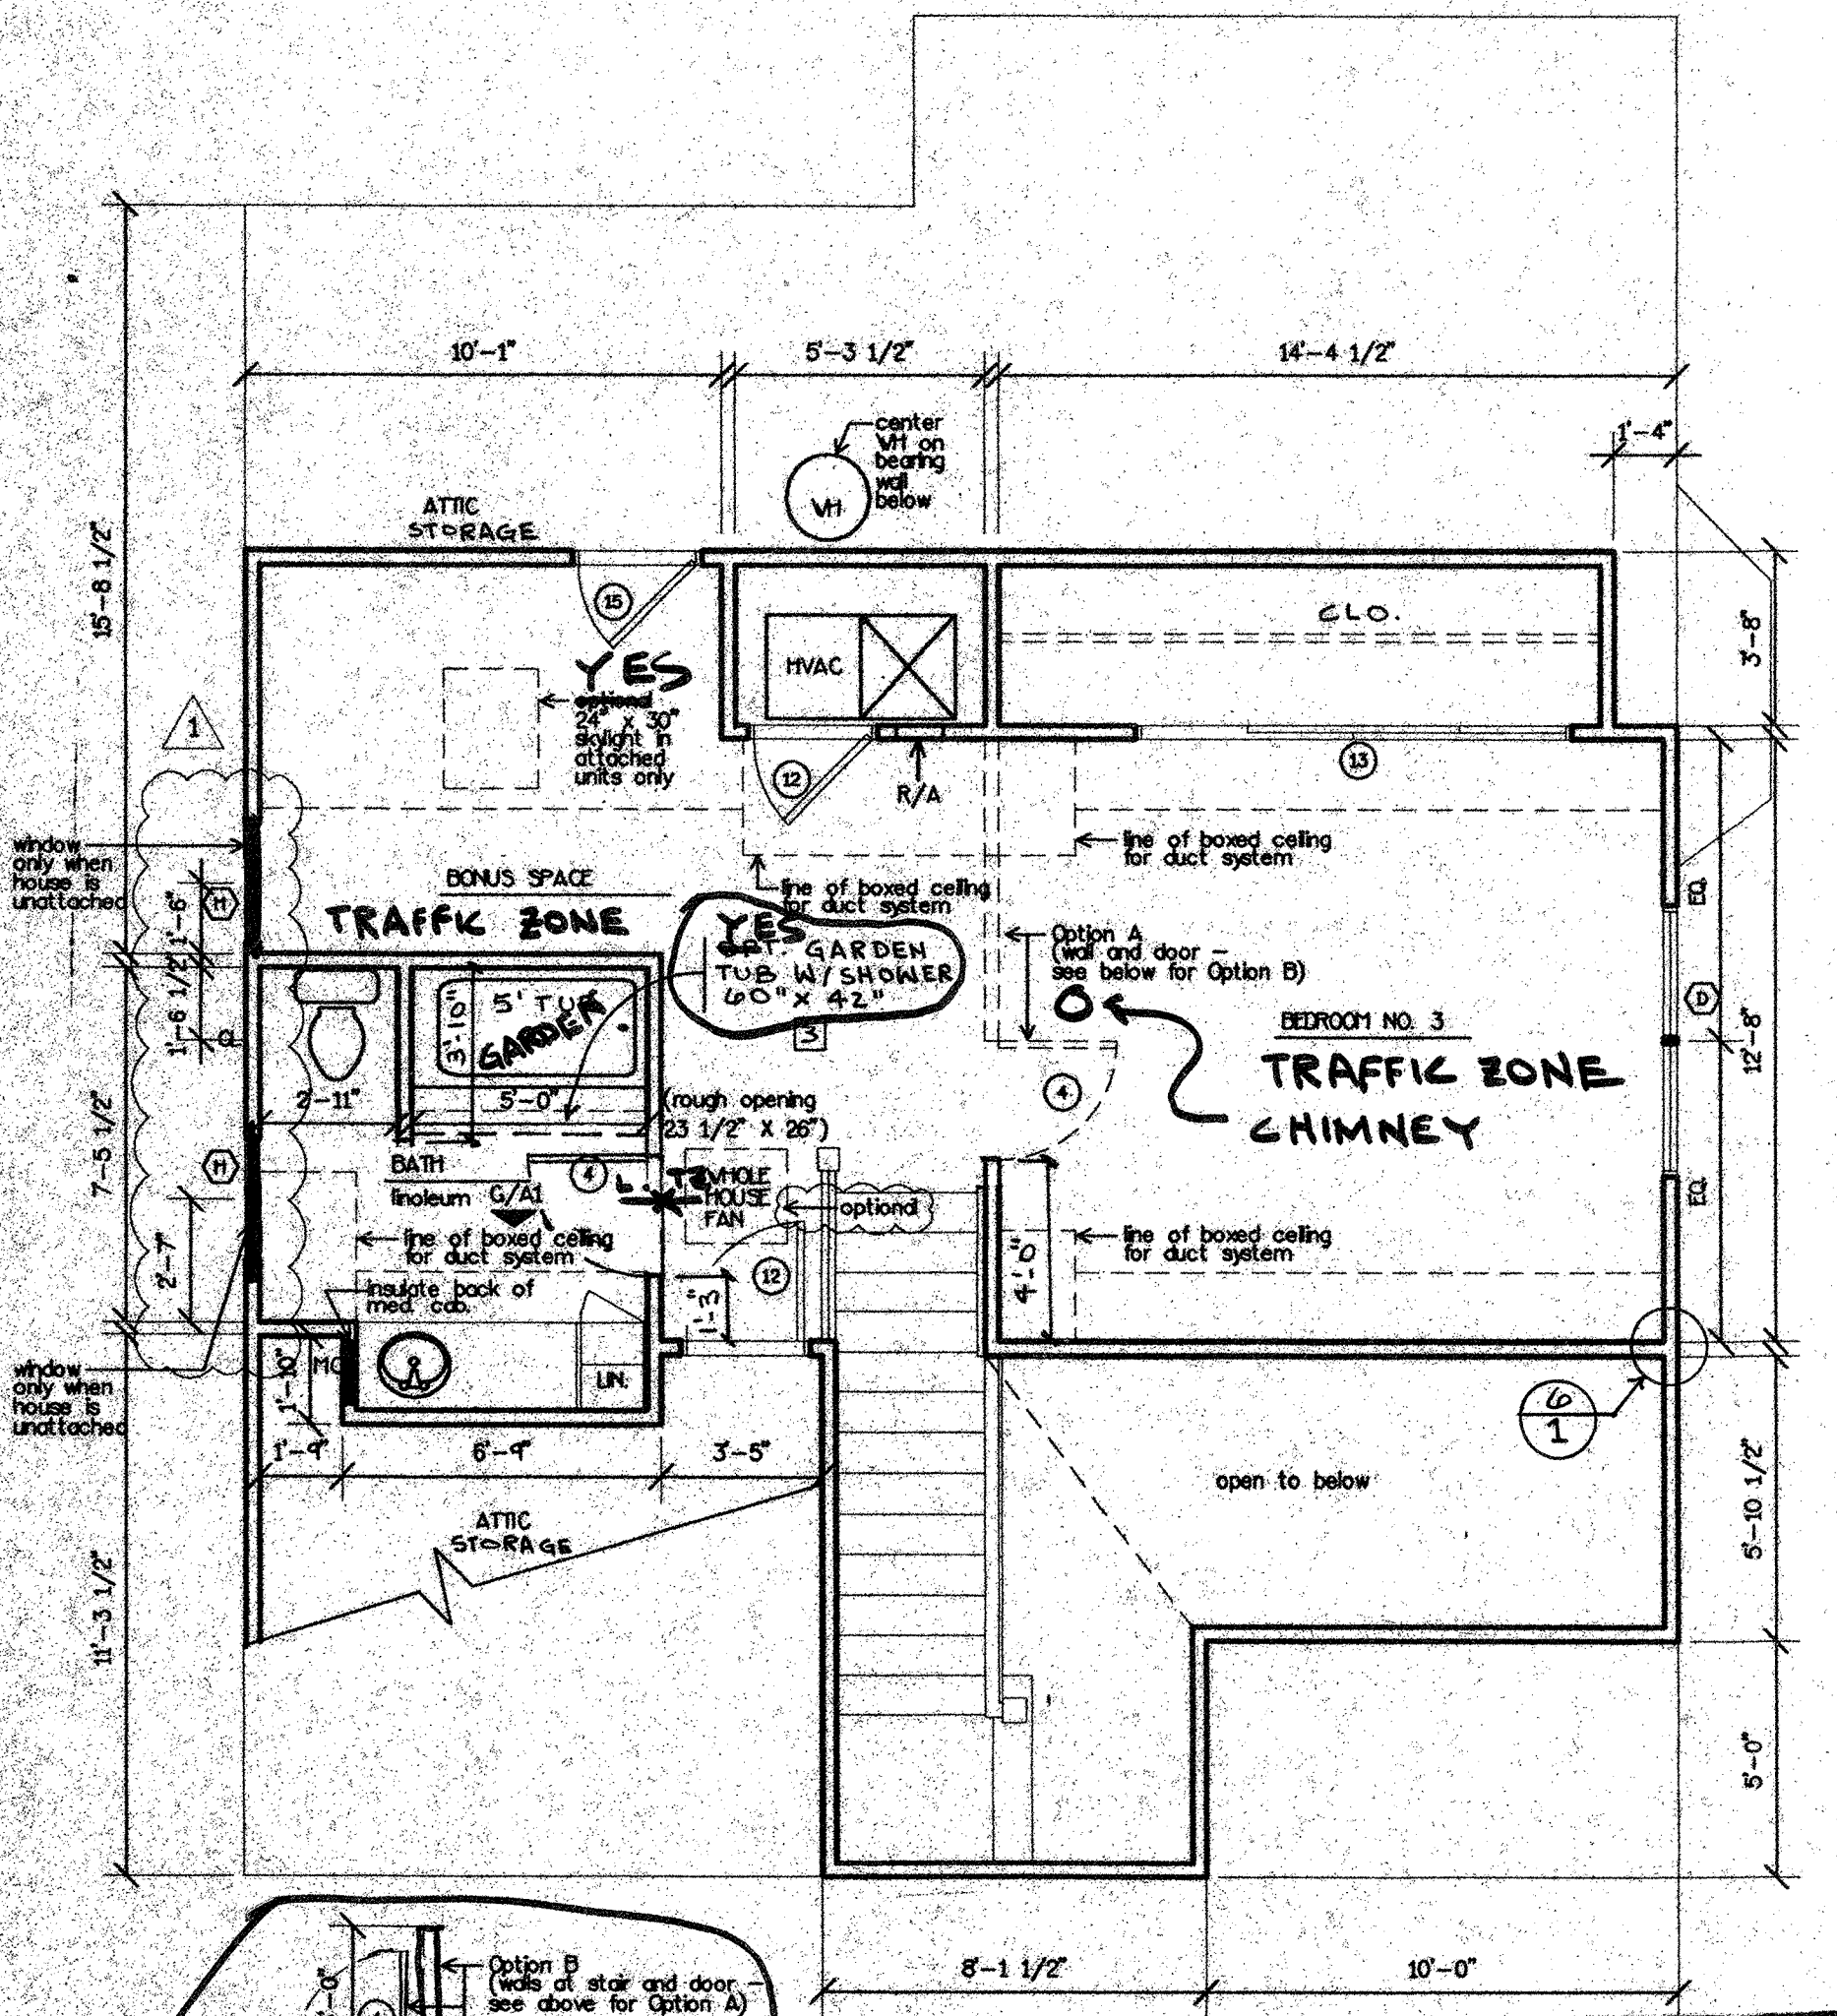 10'-1"
5'-3 1/2"
14'-4 1/2"
1'-4"
center
WH on
bearing
wall
below
WH
ATTIC
STORAGE
15'-8 1/2"
15
CLO.
3'-8"
HVAC
YES
optional
24" x 30"
skylight in
attached
units only
1
12
R/A
13
window
only when
house is
unattached
line of boxed ceiling
for duct system
BONUS SPACE
line of boxed ceiling
for duct system
EQ.
H
1'-6"
TRAFFIC ZONE
YES
OPT. GARDEN
TUB W/SHOWER
60" X 42"
Option A
(wall and door -
see below for Option B)
1'-6 1/2"
5' TUB
GARDEN
3'-10"
3
D
BEDROOM NO. 3
12'-8"
TRAFFIC ZONE
CHIMNEY
2'-11"
5'-0"
(rough opening
23 1/2" X 26")
4
7'-5 1/2"
H
BATH
linoleum
G/A1
4
WHOLE
HOUSE
FAN
optional
EQ.
line of boxed ceiling
for duct system
line of boxed ceiling
for duct system
2'-7"
insulate back of
med. cab.
1'-3"
12
4'-0"
window
only when
house is
unattached
1'-10"
MC
LIN.
6
1
1'-9"
6'-9"
3'-5"
open to below
5'-10 1/2"
ATTIC
STORAGE
11'-3 1/2"
5'-0"
8'-1 1/2"
10'-0"
Option B
(walls at stair and door -
see above for Option A)